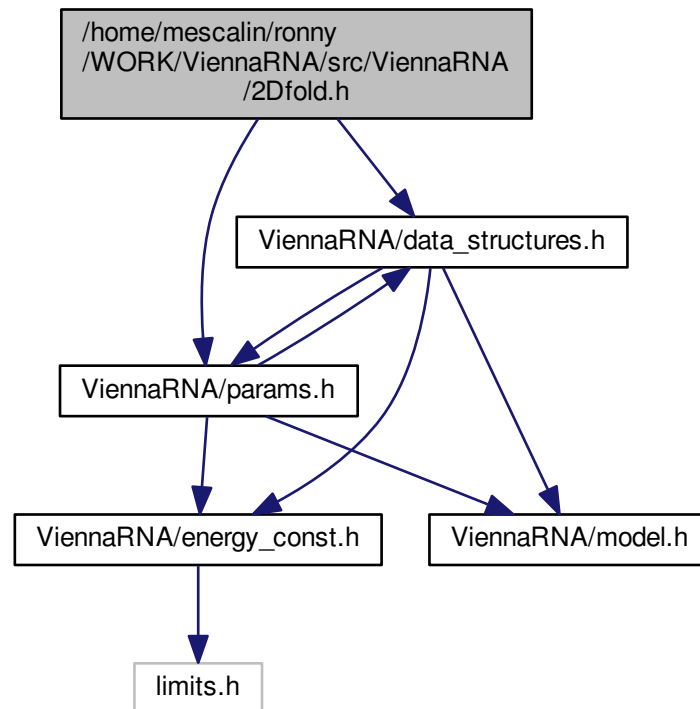 /home/mescalin/ronny
/WORK/ViennaRNA/src/ViennaRNA
/2Dfold.h
ViennaRNA/data_structures.h
ViennaRNA/params.h
ViennaRNA/energy_const.h
ViennaRNA/model.h
limits.h